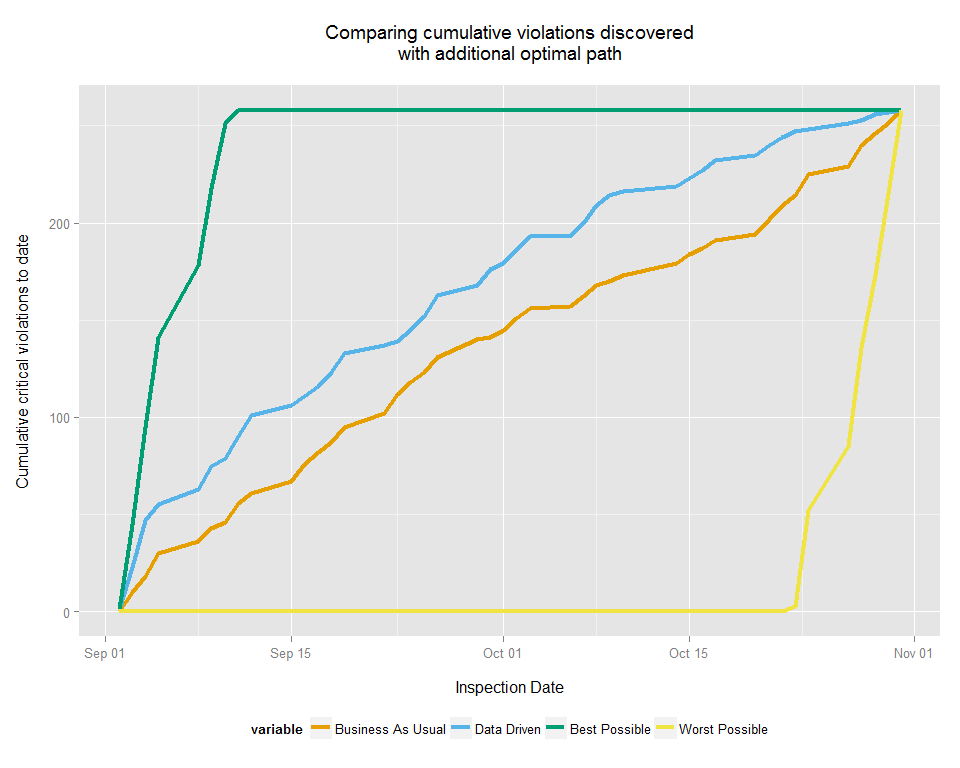 Comparing cumulative violations discovered
with additional optimal path
Cumulative critical violations to date
200
100
0
Sep 01 Sep 15 Oct 01 Oct 15 Nov 01
Inspection Date
variable Business As Usual Data Driven Best Possible Worst Possible